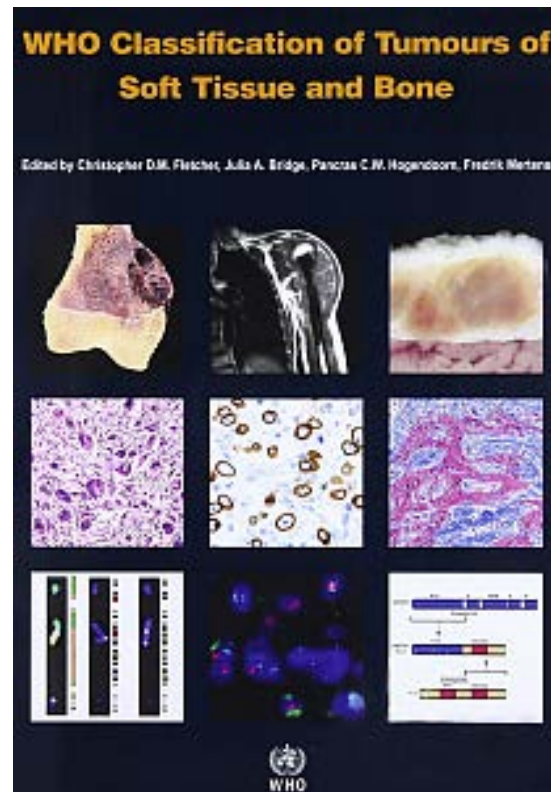 WHO Classification of Tumours of
Soft Tissue and Bone
Edited by Christopher D.M. Fletcher, Julia A. Bridge, Pancras C.W. Hogendoorn, Fredrik Mertens
WHO